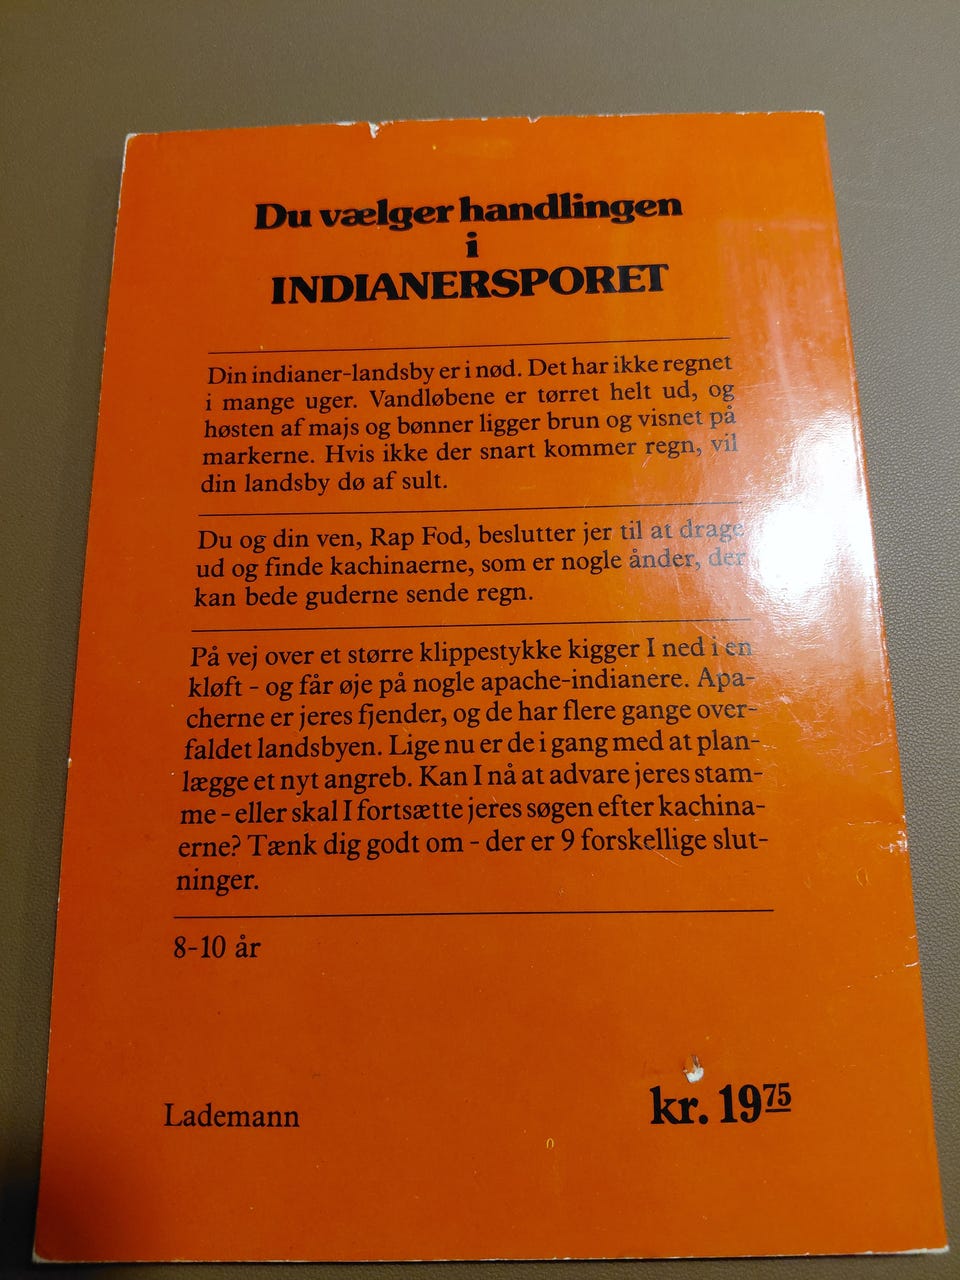 Du vælger handlingen
i
INDIANERSPORET
Din indianer-landsby er i nød. Det har ikke regnet
i mange uger. Vandløbene er tørret helt ud, og
høsten af majs og bønner ligger brun og visnet på
markerne. Hvis ikke der snart kommer regn, vil
din landsby dø af sult.
Du og din ven, Rap Fod, beslutter jer til at drage
ud og finde kachinaerne, som er nogle ånder, der
kan bede guderne sende regn.
På vej over et større klippestykke kigger I ned i en
kløft - og får øje på nogle apache-indianere. Apa-
cherne er jeres fjender, og de har flere gange over-
faldet landsbyen. Lige nu er de i gang med at plan-
lægge et nyt angreb. Kan I nå at advare jeres stam-
me - eller skal I fortsætte jeres søgen efter kachina-
erne? Tænk dig godt om - der er 9 forskellige slut-
ninger.
8-10 år
Lademann
kr. 19 75